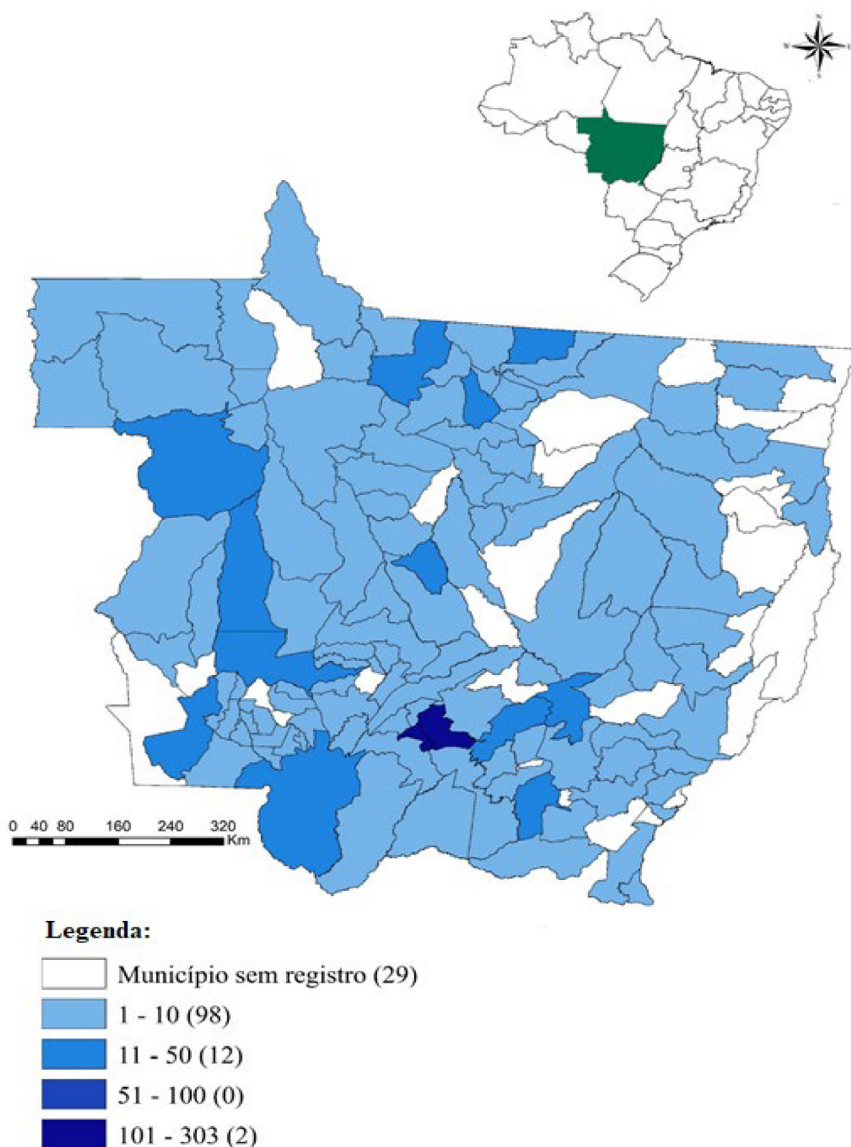 N
W
E
S
0 40 80 160 240 320
Km
Legenda:
Município sem registro (29)
1 - 10 (98)
11 - 50 (12)
51 - 100 (0)
101 - 303 (2)